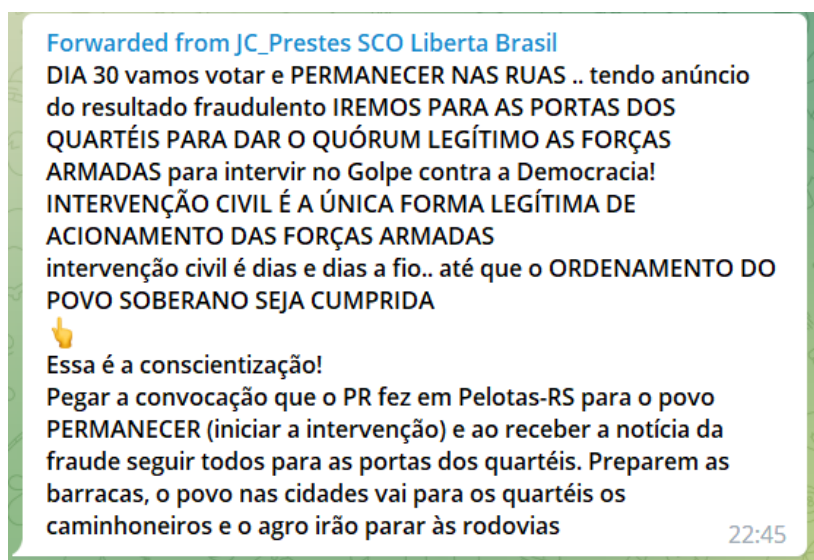 Forwarded from JC_Prestes SCO Liberta Brasil
DIA 30 vamos votar e PERMANECER NAS RUAS .. tendo anúncio
do resultado fraudulento IREMOS PARA AS PORTAS DOS
QUARTÉIS PARA DAR O QUÓRUM LEGÍTIMO AS FORÇAS
ARMADAS para intervir no Golpe contra a Democracia!
INTERVENÇÃO CIVIL É A ÚNICA FORMA LEGÍTIMA DE
ACIONAMENTO DAS FORÇAS ARMADAS
intervenção civil é dias e dias a fio.. até que o ORDENAMENTO DO
POVO SOBERANO SEJA CUMPRIDA
👆
Essa é a conscientização!
Pegar a convocação que o PR fez em Pelotas-RS para o povo
PERMANECER (iniciar a intervenção) e ao receber a notícia da
fraude seguir todos para as portas dos quartéis. Preparem as
barracas, o povo nas cidades vai para os quartéis os
caminhoneiros e o agro irão parar às rodovias
22:45